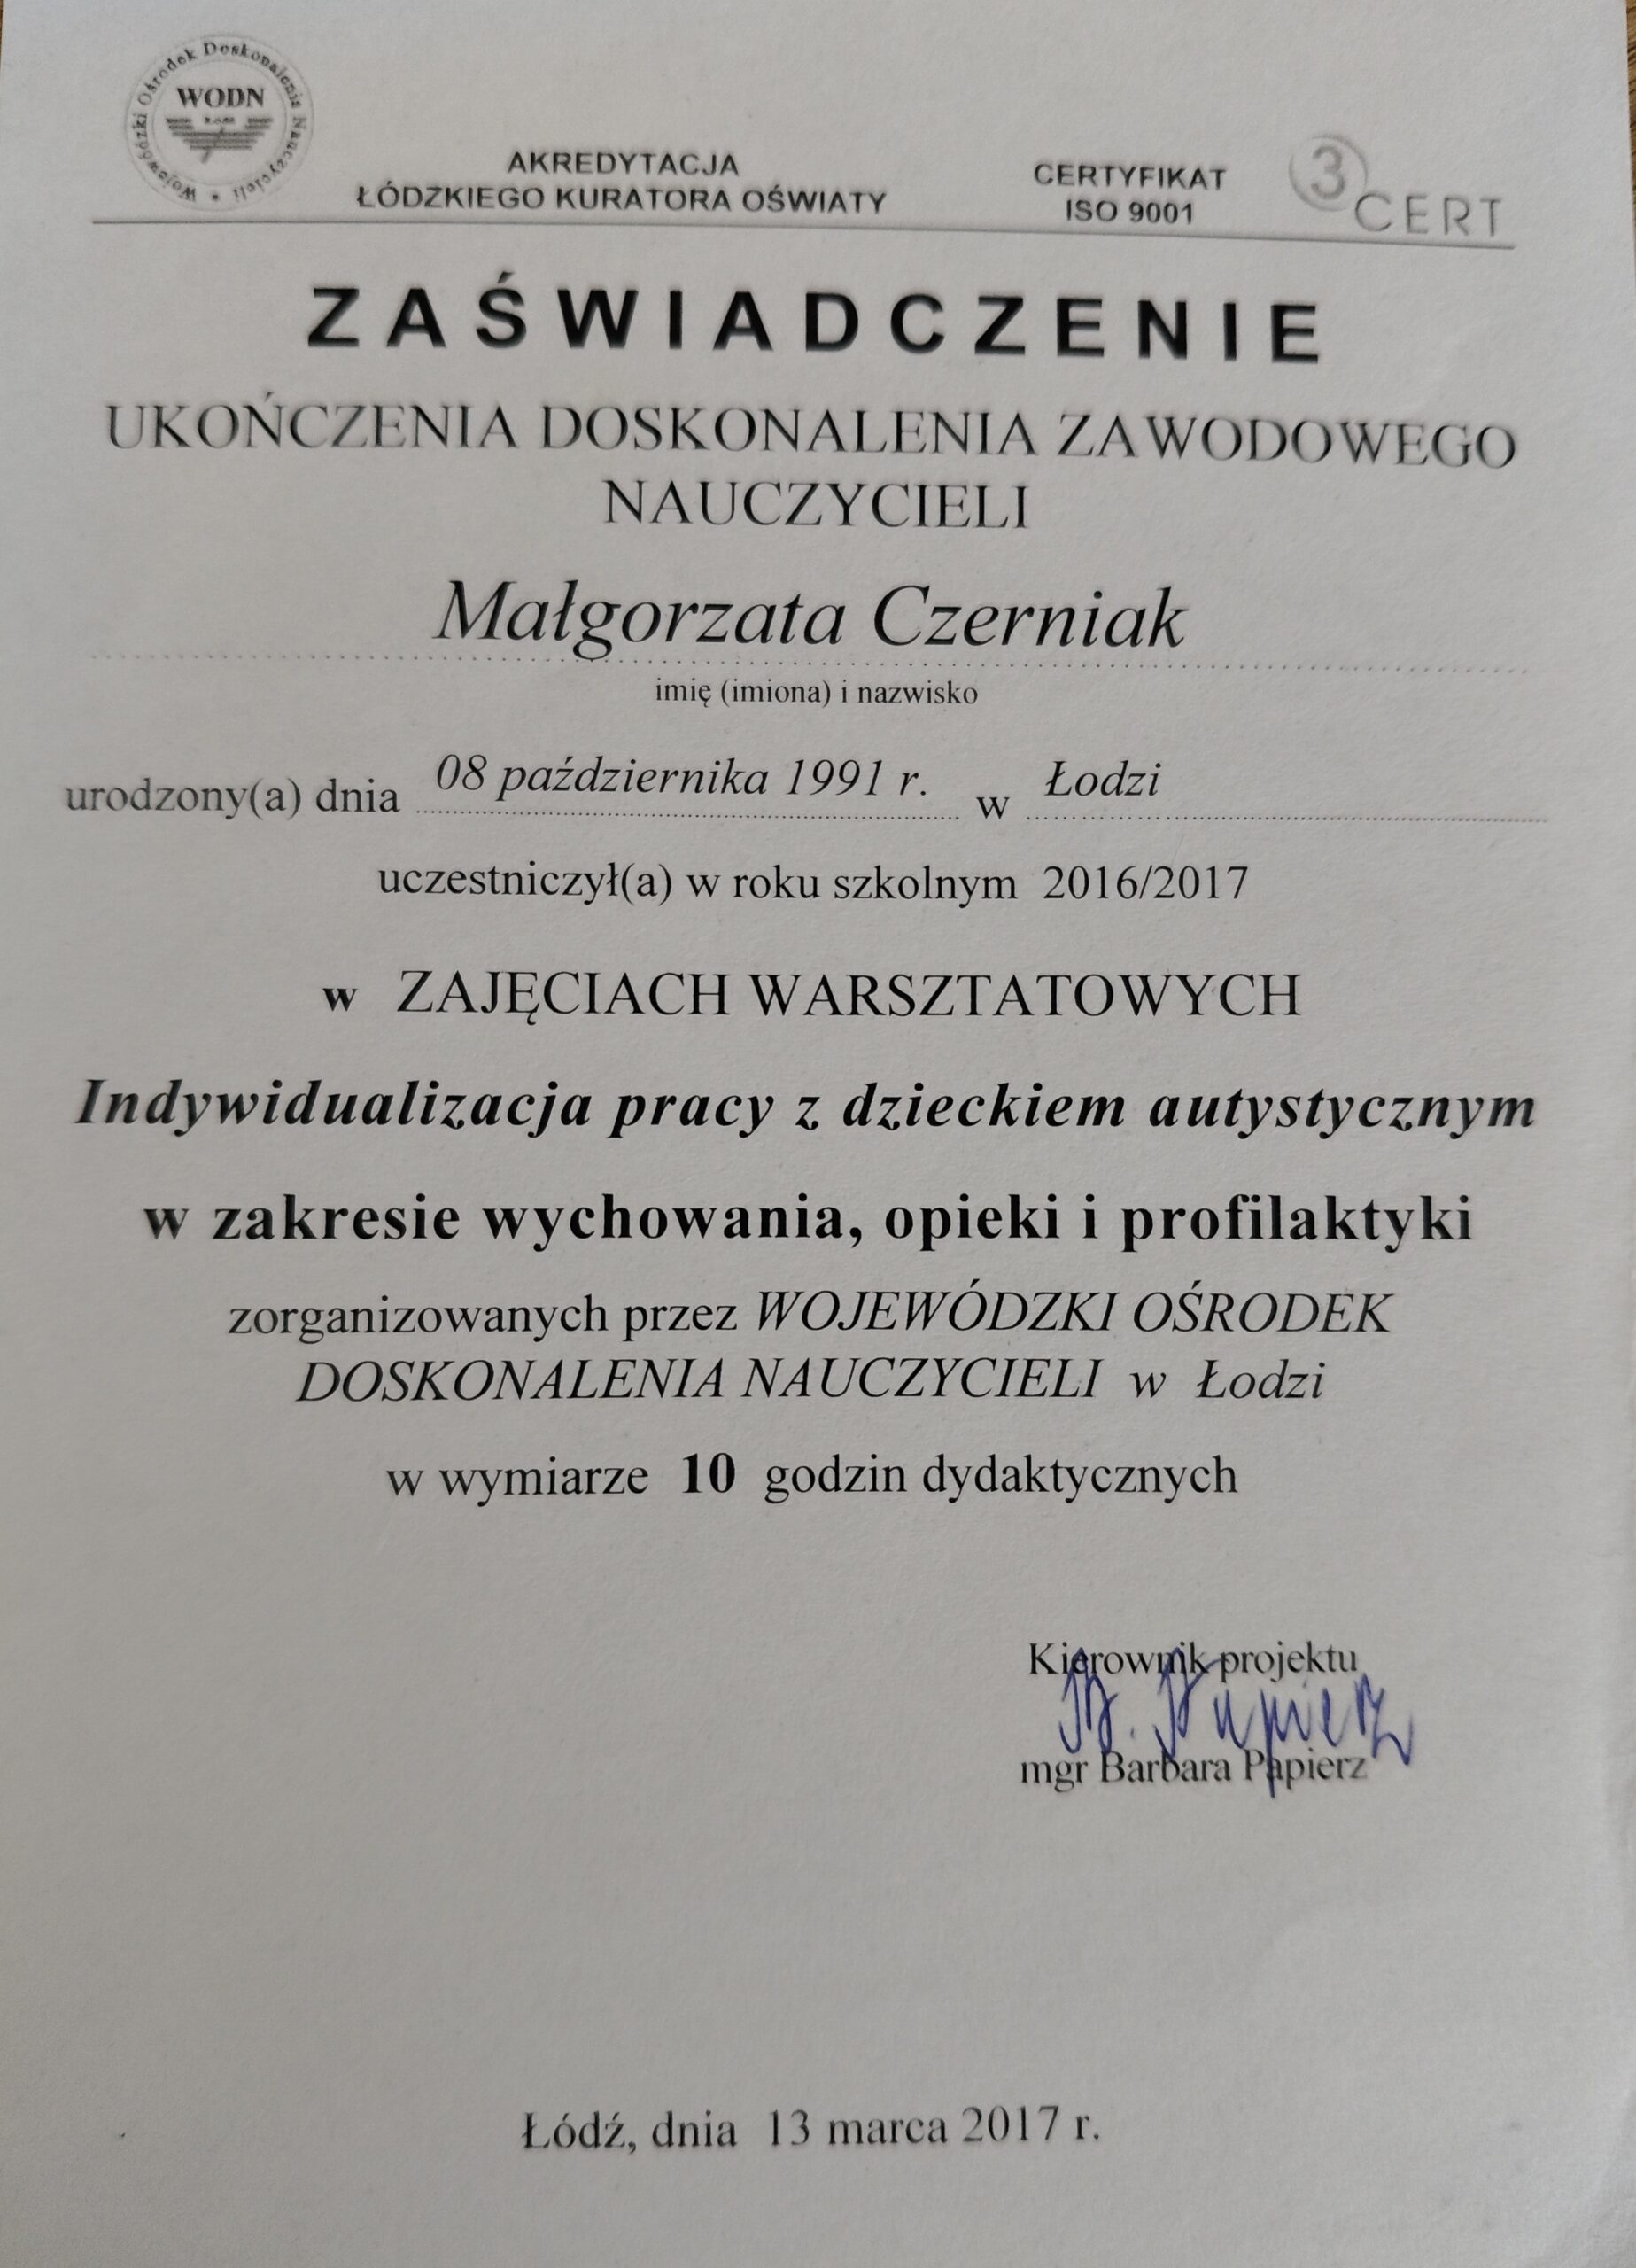 Wojewódzki Ośrodek Doskonalenia Nauczycieli
WODN
AKREDYTACJA
ŁÓDZKIEGO KURATORA OŚWIATY
CERTYFIKAT
ISO 9001
3
CERT
ZAŚWIADCZENIE
UKOŃCZENIA DOSKONALENIA ZAWODOWEGO
NAUCZYCIELI
Małgorzata Czerniak
imię (imiona) i nazwisko
urodzony(a) dnia 08 października 1991 r. w Łodzi
uczestniczył(a) w roku szkolnym 2016/2017
w ZAJĘCIACH WARSZTATOWYCH
Indywidualizacja pracy z dzieckiem autystycznym
w zakresie wychowania, opieki i profilaktyki
zorganizowanych przez WOJEWÓDZKI OŚRODEK
DOSKONALENIA NAUCZYCIELI w Łodzi
w wymiarze 10 godzin dydaktycznych
Kierownik projektu
B. Papierz
mgr Barbara Papierz
Łódź, dnia 13 marca 2017 r.